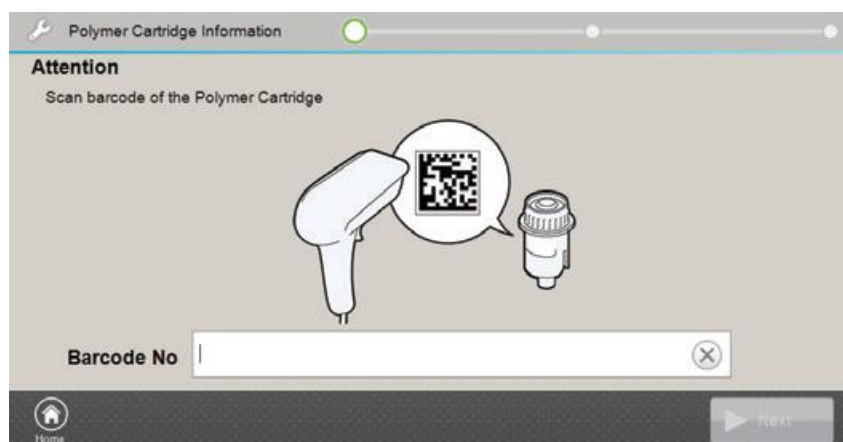 Polymer Cartridge Information
Attention
Scan barcode of the Polymer Cartridge
Barcode No
Home
Next